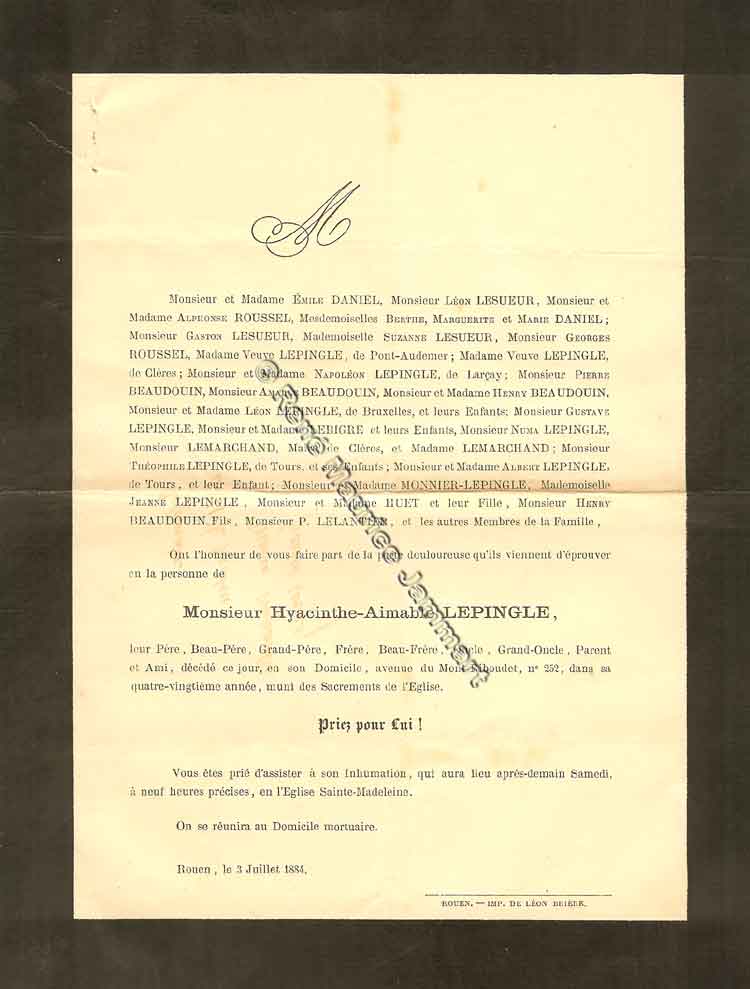 M
Monsieur et Madame Émile DANIEL, Monsieur Léon LESUEUR, Monsieur et
Madame Alphonse ROUSSEL, Mesdemoiselles Berthe, Marguerite et Marie DANIEL ;
Monsieur Gaston LESUEUR, Mademoiselle Suzanne LESUEUR, Monsieur Georges
ROUSSEL, Madame Veuve LEPINGLE, de Pont-Audemer ; Madame Veuve LEPINGLE,
de Clères ; Monsieur et Madame Napoléon LEPINGLE, de Larçay ; Monsieur Pierre
BEAUDOUIN, Monsieur BEAUDOUIN, Monsieur et Madame Henry BEAUDOUIN,
Monsieur et Madame Léon LEPINGLE, de Bruxelles, et leurs Enfants; Monsieur Gustave
LEPINGLE, Monsieur et Madame LEBIGRE et leurs Enfants, Monsieur Numa LEPINGLE,
Monsieur LEMARCHAND, de Clères, et Madame LEMARCHAND ; Monsieur
Théophile LEPINGLE, de Tours, et ses Enfants ; Monsieur et Madame Albert LEPINGLE,
de Tours, et leur Enfant ; Monsieur et Madame MONNIER-LEPINGLE, Mademoiselle
Jeanne LEPINGLE, Monsieur et Madame HUET et leur Fille, Monsieur Henry
BEAUDOUIN Fils, Monsieur P. et les autres Membres de la Famille,
Ont l'honneur de vous faire part de la perte douloureuse qu'ils viennent d'éprouver
en la personne de
Monsieur Hyacinthe-Aimable LEPINGLE,
leur Père, Beau-Père, Grand-Père, Frère, Beau-Frère, Oncle, Grand-Oncle, Parent
et Ami, décédé ce jour, en son Domicile, avenue du Mont-Riboudet, n° 252, dans sa
quatre-vingtième année, muni des Sacrements de l'Eglise.
Priez pour Lui !
Vous êtes prié d'assister à son Inhumation, qui aura lieu après-demain Samedi,
à neuf heures précises, en l'Eglise Sainte-Madeleine.
On se réunira au Domicile mortuaire.
Rouen, le 3 Juillet 1884.
ROUEN. — IMP. DE LÉON BRIÈRE.
© René Maurice Jammart